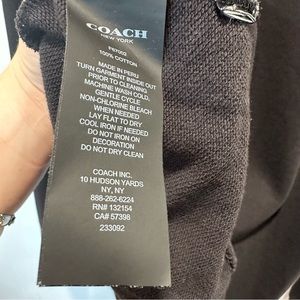 COACH
NEW YORK
F57502
100% COTTON
MADE IN PERU
TURN GARMENT INSIDE OUT
PRIOR TO CLEANING
MACHINE WASH COLD,
GENTLE CYCLE
NON-CHLORINE BLEACH
WHEN NEEDED
LAY FLAT TO DRY
COOL IRON IF NEEDED
DO NOT IRON ON
DECORATION
DO NOT DRY CLEAN
COACH INC.
10 HUDSON YARDS
NY, NY
888-262-6224
RN# 132154
CA# 57398
233092